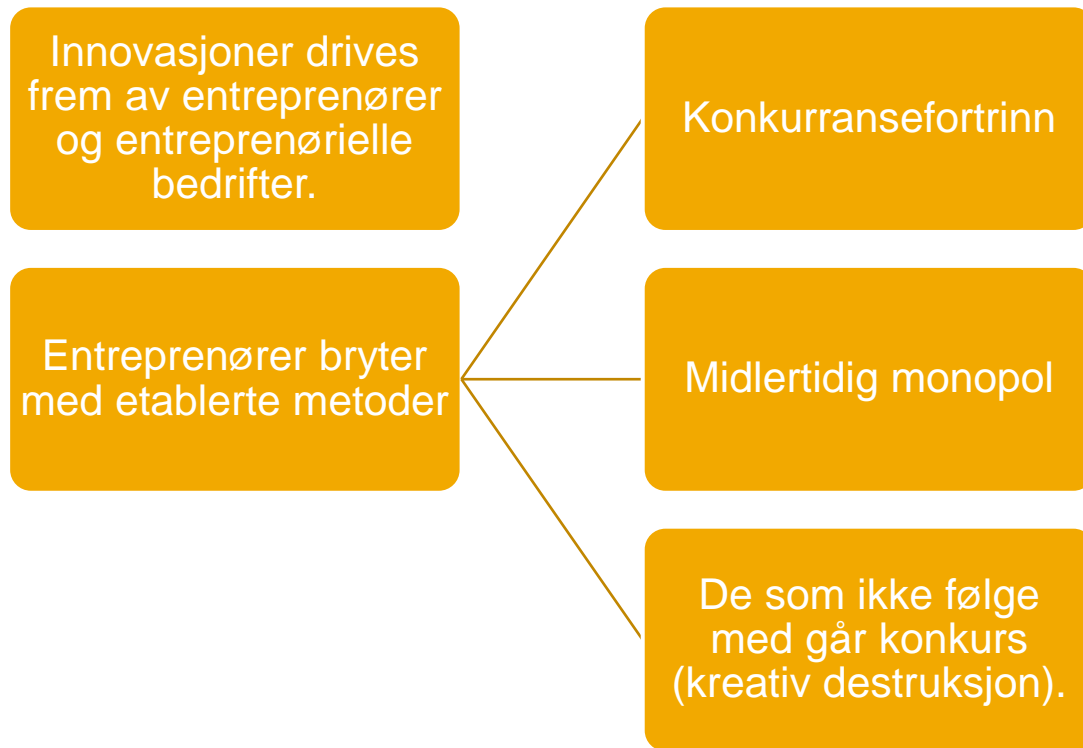 Innovasjoner drives
frem av entreprenører
og entreprenørielle
bedrifter.
Entreprenører bryter
med etablerte metoder
Konkurransefortrinn
Midlertidig monopol
De som ikke følge
med går konkurs
(kreativ destruksjon).